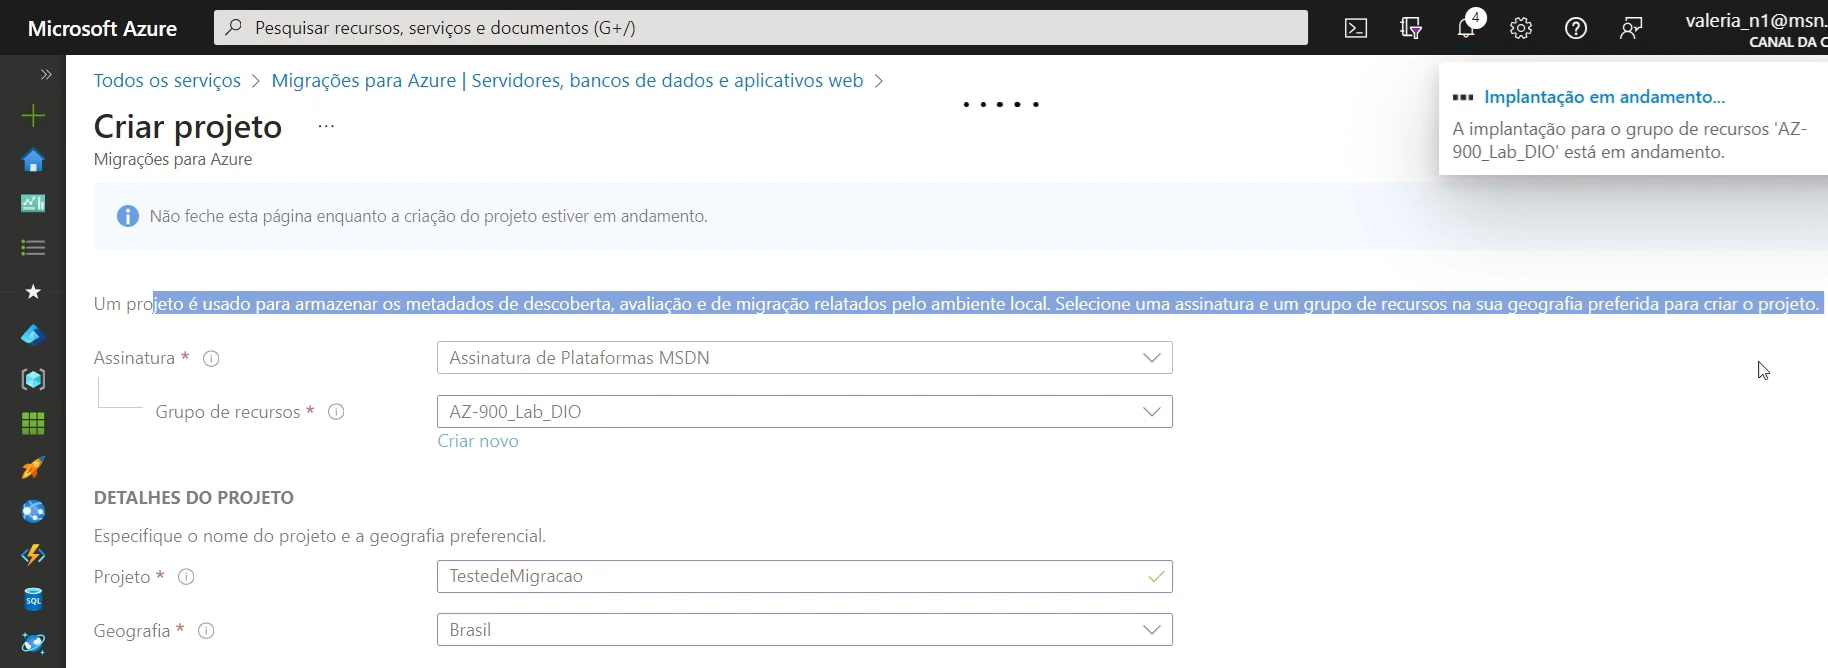 Microsoft Azure
Pesquisar recursos, serviços e documentos (G+/)
4
valeria_n1@msn.
CANAL DA C
Todos os serviços > Migrações para Azure | Servidores, bancos de dados e aplicativos web >
Criar projeto ...
Migrações para Azure
Implantação em andamento...
A implantação para o grupo de recursos 'AZ-
900_Lab_DIO' está em andamento.
Não feche esta página enquanto a criação do projeto estiver em andamento.
Um projeto é usado para armazenar os metadados de descoberta, avaliação e de migração relatados pelo ambiente local. Selecione uma assinatura e um grupo de recursos na sua geografia preferida para criar o projeto.
Assinatura *
Assinatura de Plataformas MSDN
Grupo de recursos *
AZ-900_Lab_DIO
Criar novo
DETALHES DO PROJETO
Especifique o nome do projeto e a geografia preferencial.
Projeto *
TestedeMigracao
Geografia *
Brasil
SQL